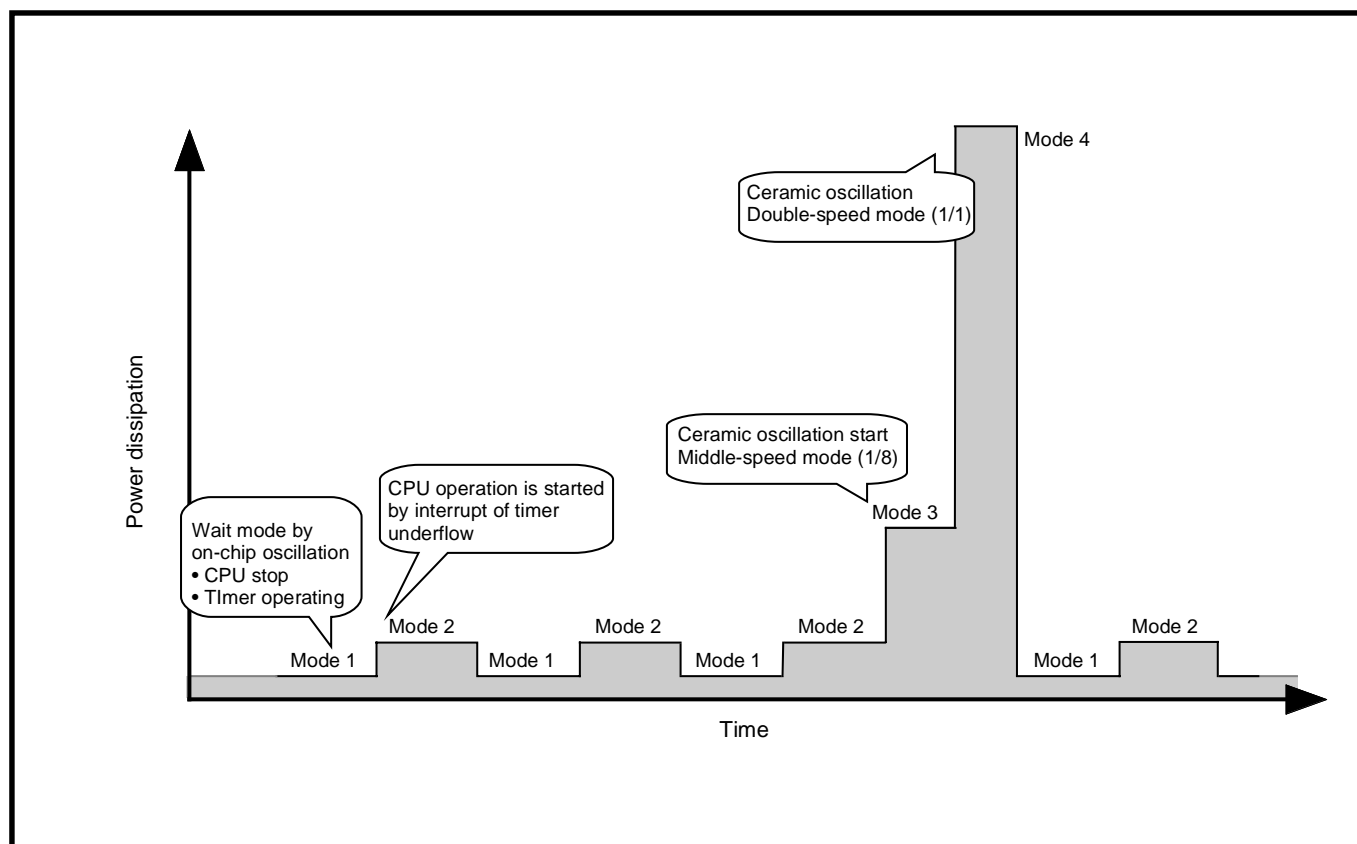 Mode 4
Ceramic oscillation
Double-speed mode (1/1)
Power dissipation
Ceramic oscillation start
Middle-speed mode (1/8)
Mode 3
CPU operation is started
by interrupt of timer
underflow
Wait mode by
on-chip oscillation
• CPU stop
• TImer operating
Mode 1
Mode 2
Mode 1
Mode 2
Mode 1
Mode 2
Mode 1
Mode 2
Time